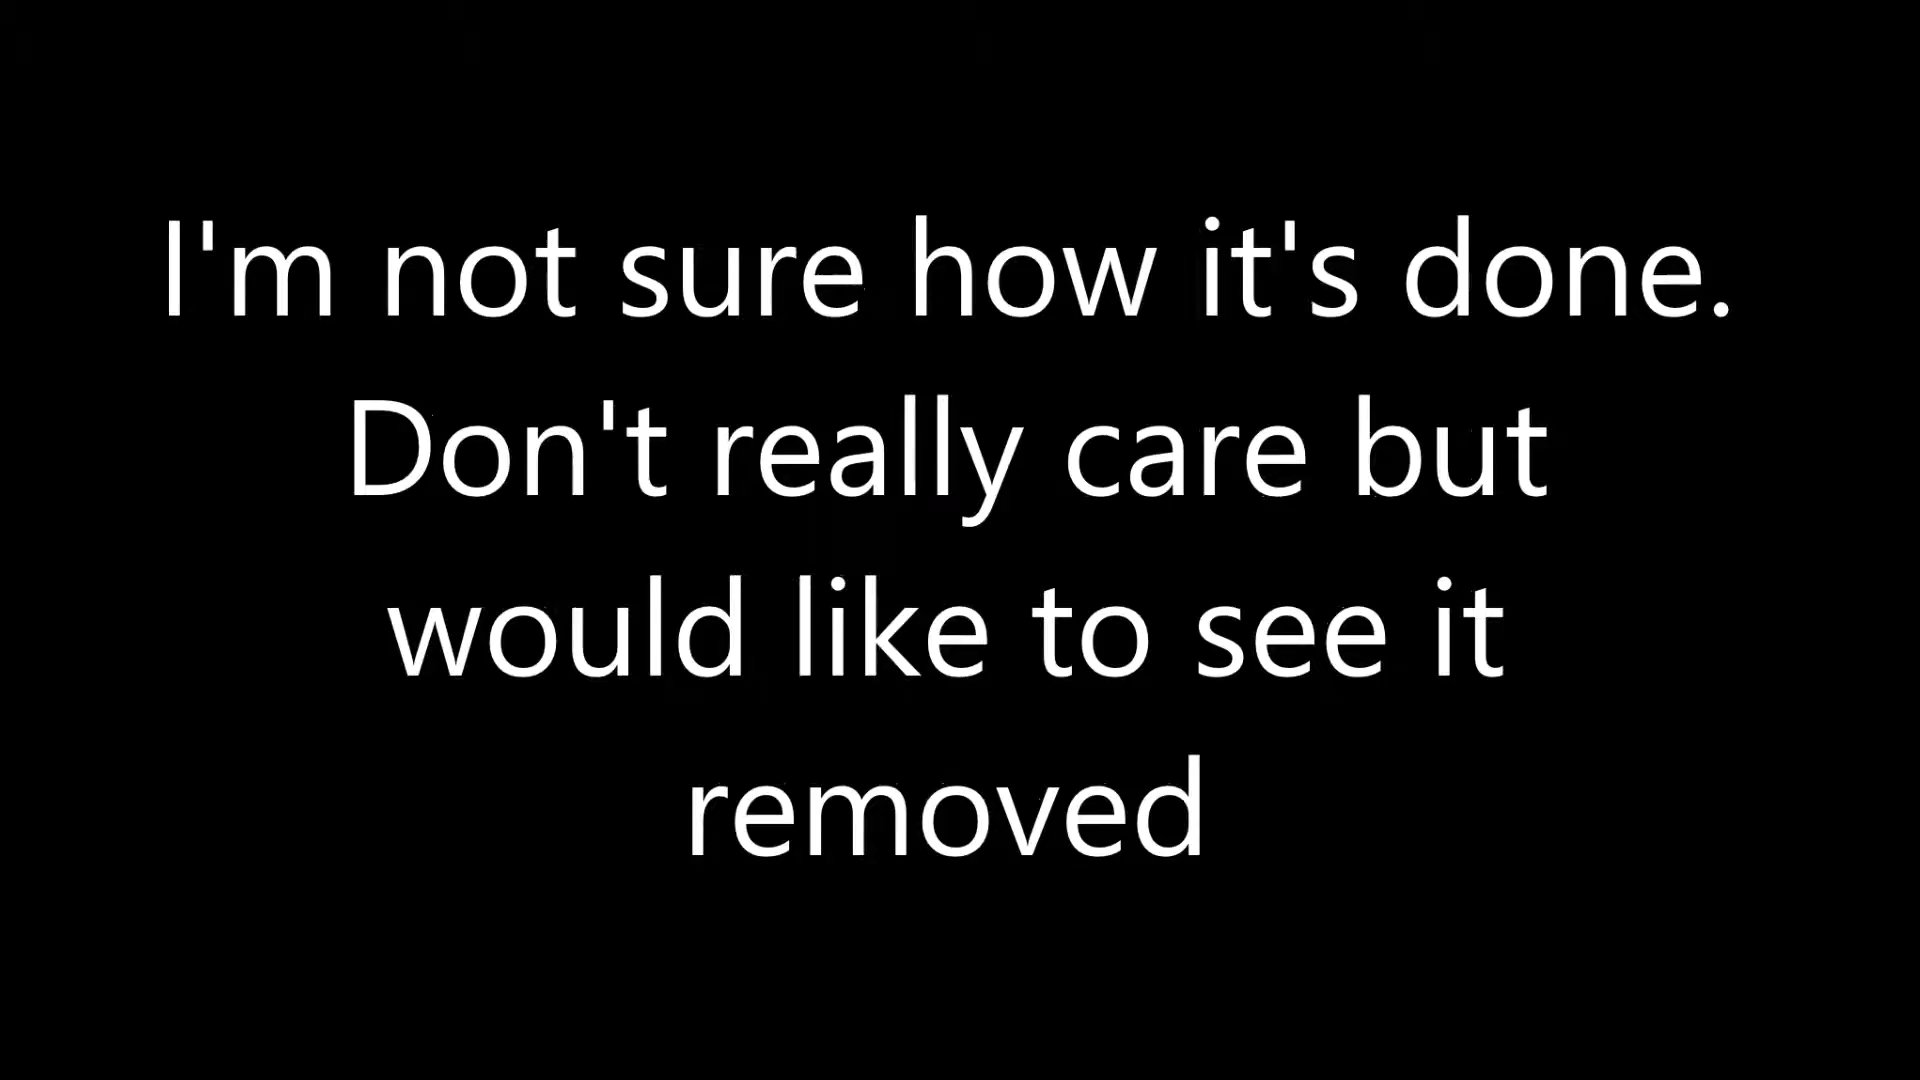 I'm not sure how it's done.
Don't really care but
would like to see it
removed